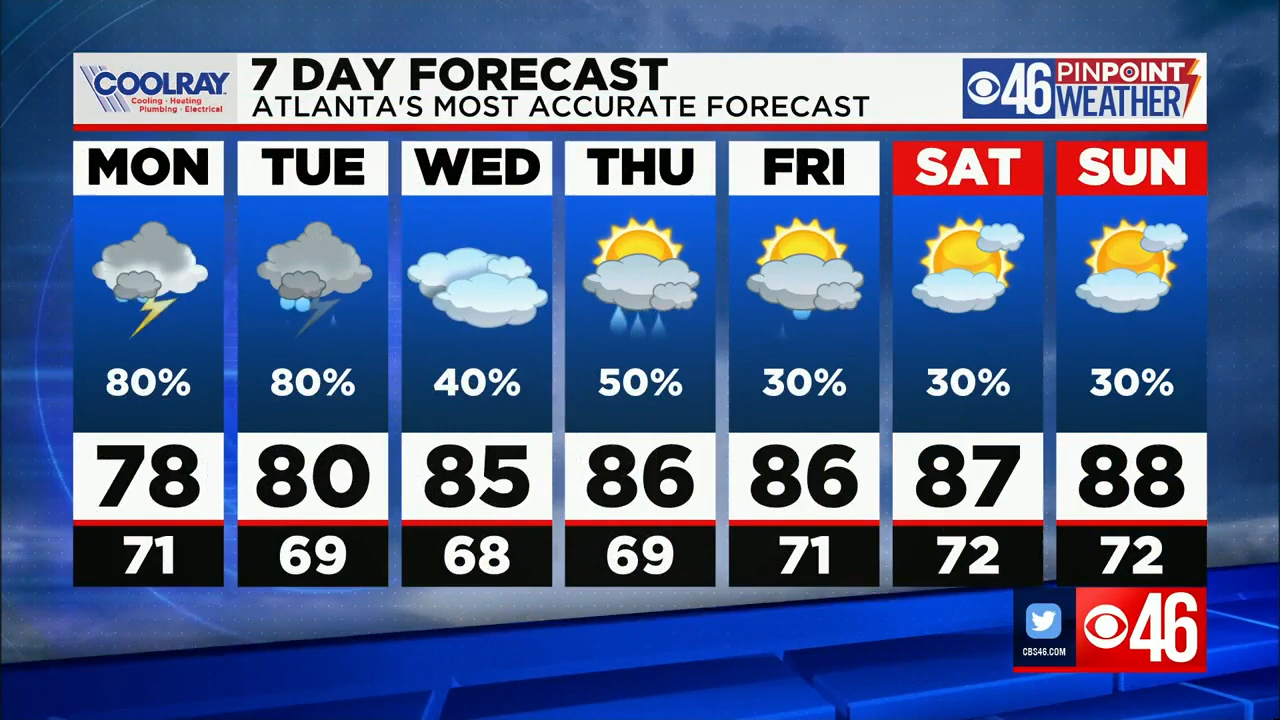 COOLRAY
Cooling · Heating
Plumbing · Electrical
7 DAY FORECAST
ATLANTA'S MOST ACCURATE FORECAST
46 PINPOINT
WEATHER
MON TUE WED THU FRI SAT SUN
80% 80% 40% 50% 30% 30% 30%
78 80 85 86 86 87 88
71 69 68 69 71 72 72
CBS46.COM
46